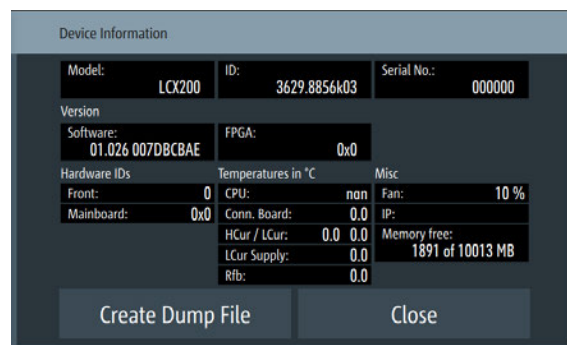 Device Information
Model: ID: Serial No.:
LCX200 3629.8856k03 000000
Version
Software: FPGA:
01.026 007DBCBAE 0x0
Hardware IDs Temperatures in °C Misc
Front: 0 CPU: nan Fan: 10 %
Mainboard: 0x0 Conn. Board: 0.0 IP:
HCur / LCur: 0.0 0.0 Memory free:
LCur Supply: 0.0 1891 of 10013 MB
Rfb: 0.0
Create Dump File Close